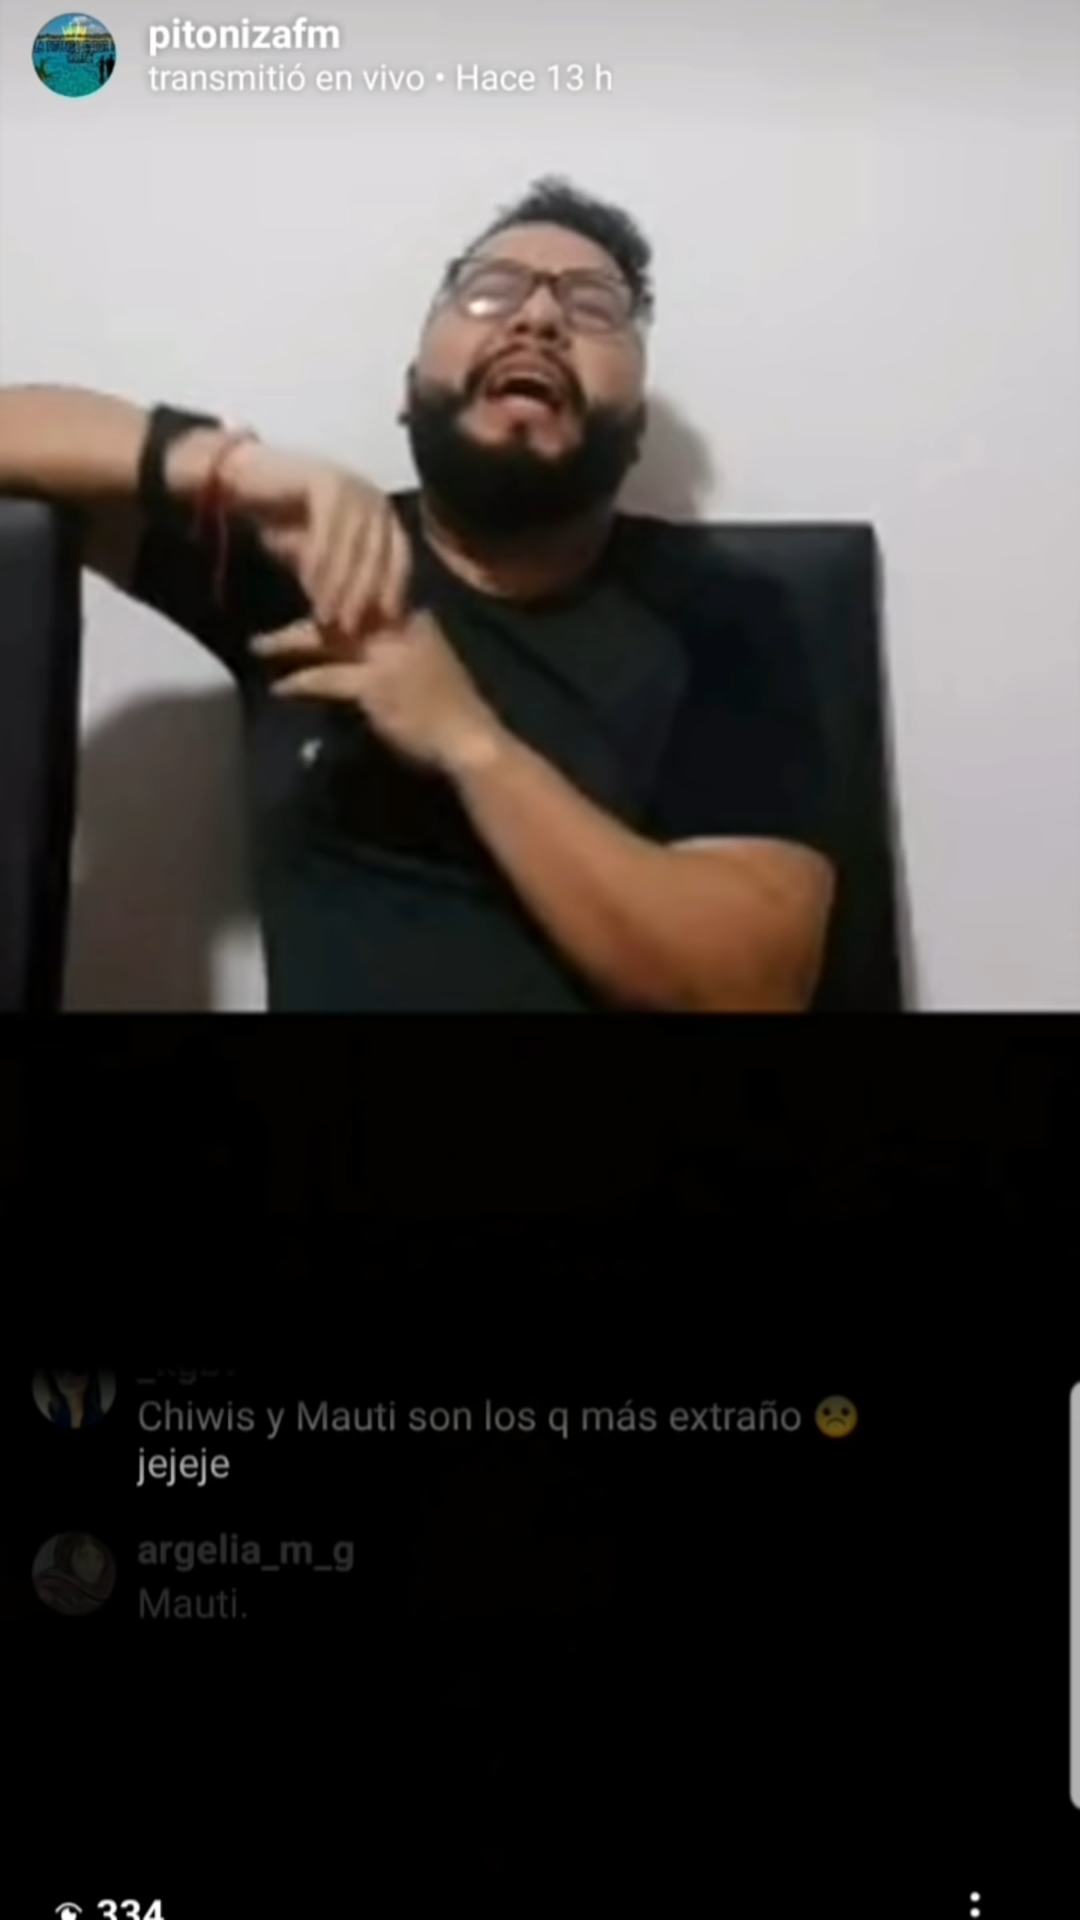 pitonizafm
transmitió en vivo • Hace 13 h
Chiwis y Mauti son los q más extraño ☹️
jejeje
argelia_m_g
Mauti.
334